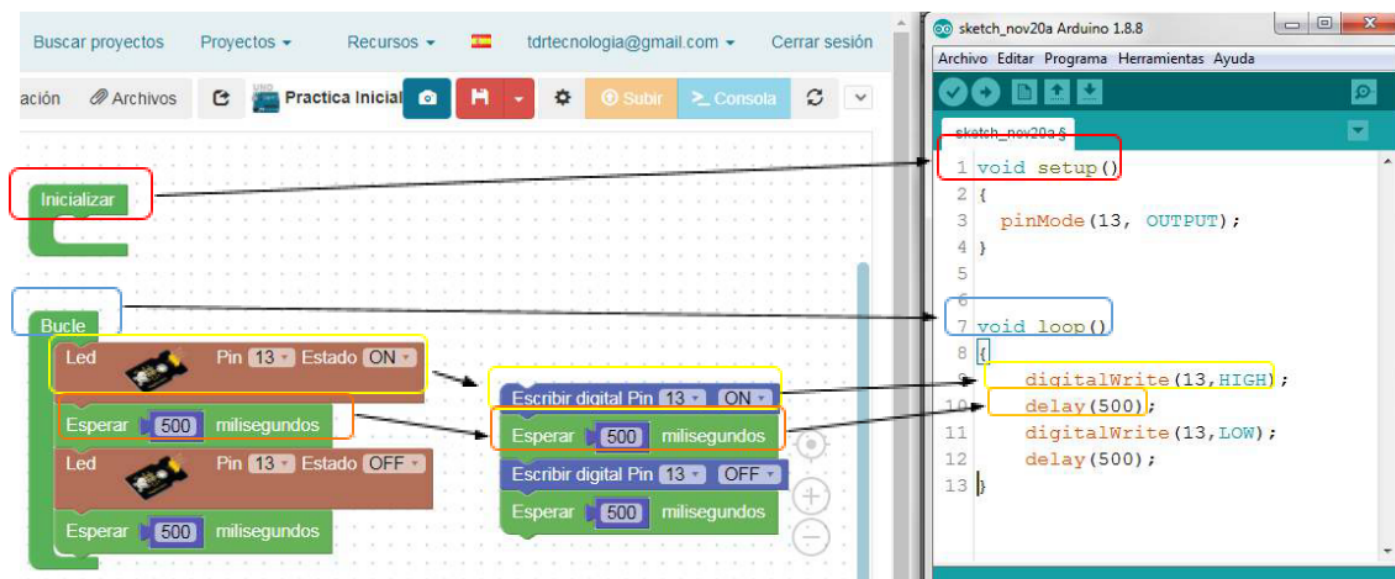 Buscar proyectos Proyectos Recursos tdrtecnologia@gmail.com Cerrar sesión
ación Archivos UNO Practica Inicial Subir >_ Consola
Inicializar
Bucle
Led Pin 13 Estado ON
Esperar 500 milisegundos
Led Pin 13 Estado OFF
Esperar 500 milisegundos
Escribir digital Pin 13 ON
Esperar 500 milisegundos
Escribir digital Pin 13 OFF
Esperar 500 milisegundos
sketch_nov20a Arduino 1.8.8
Archivo Editar Programa Herramientas Ayuda
sketch_nov20a §
1 void setup()
2 {
3 pinMode(13, OUTPUT);
4 }
5
6
7 void loop()
8 {
9 digitalWrite(13,HIGH);
10 delay(500);
11 digitalWrite(13,LOW);
12 delay(500);
13 }